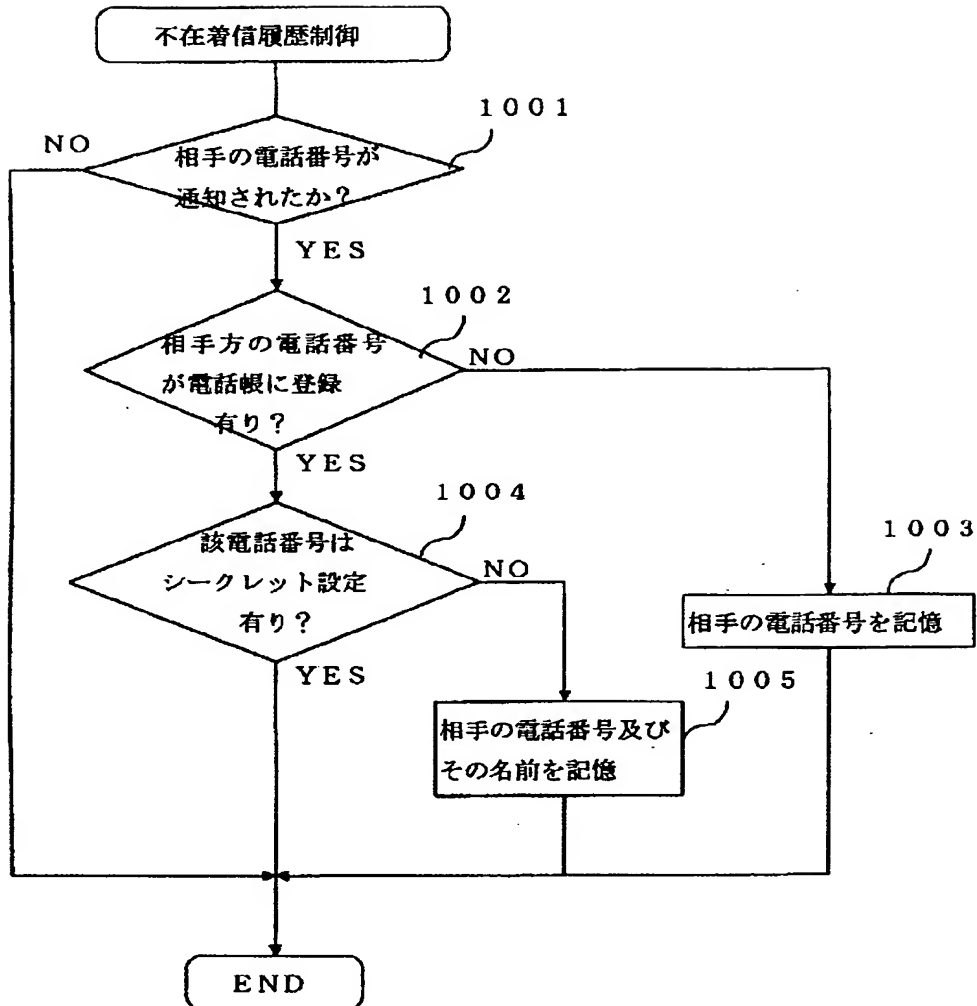 不在着信履歴制御
1001
NO
相手の電話番号が
通知されたか？
YES
1002
相手方の電話番号
が電話帳に登録
有り？
NO
YES
1004
該電話番号は
シークレット設定
有り？
NO
1003
相手の電話番号を記憶
YES
1005
相手の電話番号及び
その名前を記憶
END